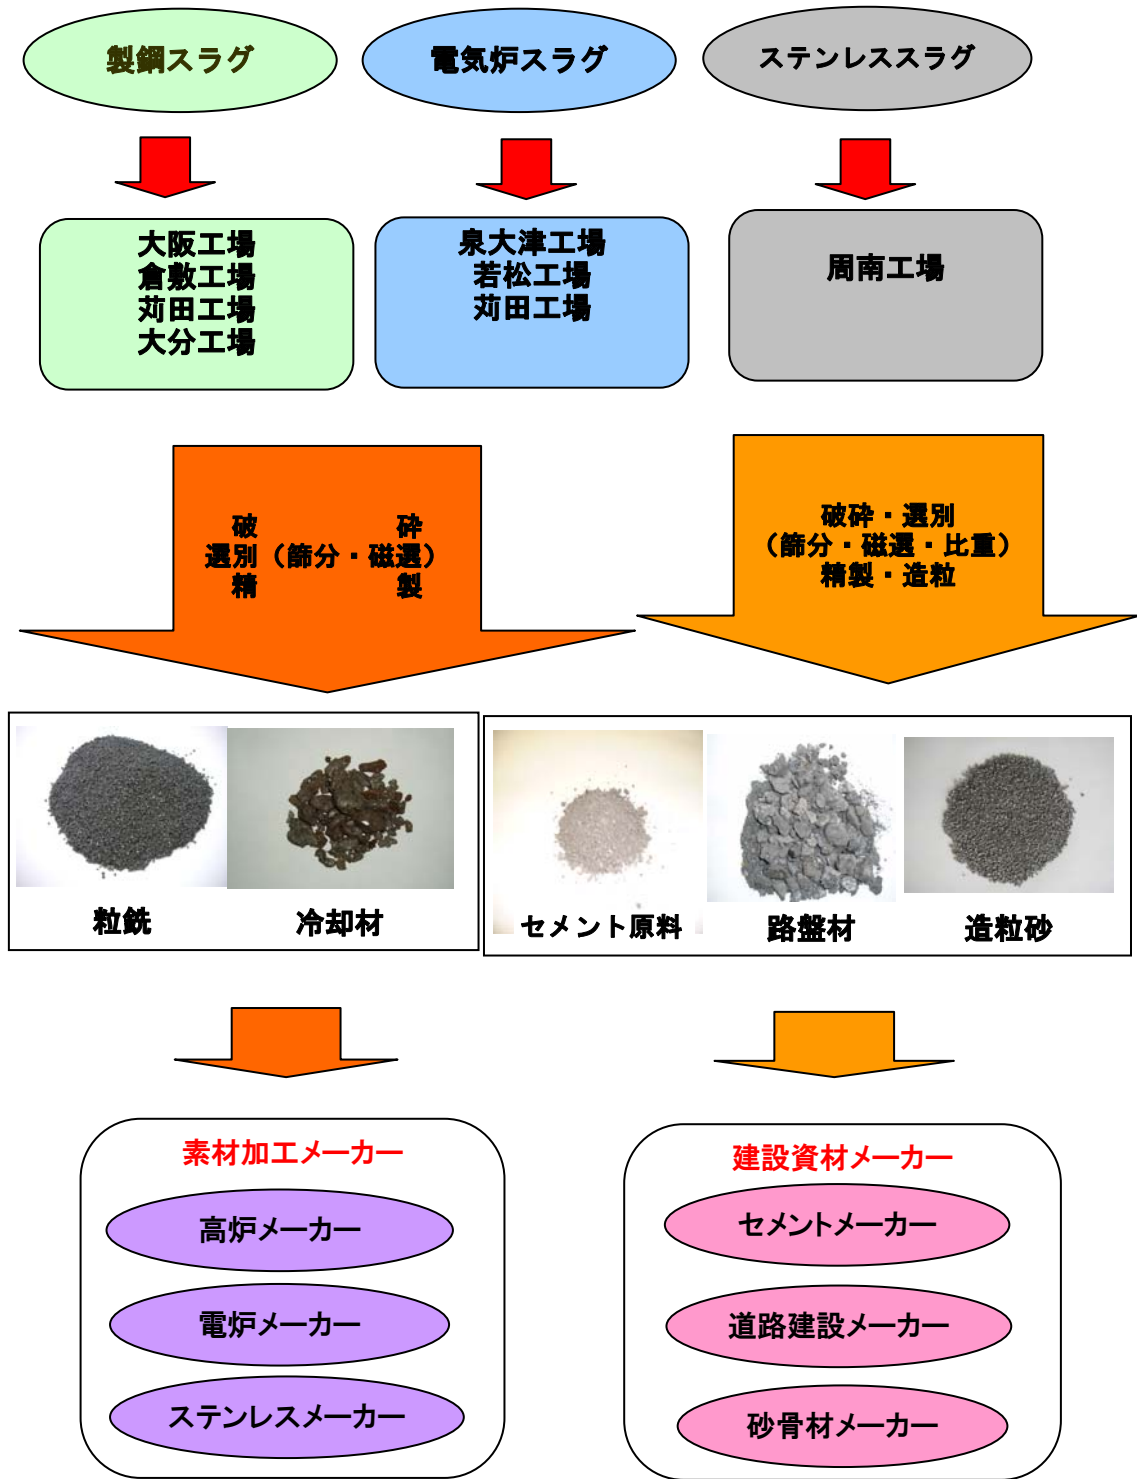 製鋼スラグ
電気炉スラグ
ステンレススラグ
大阪工場
倉敷工場
苅田工場
大分工場
泉大津工場
若松工場
苅田工場
周南工場
破 砕
選別（篩分・磁選）
精 製
破砕・選別
（篩分・磁選・比重）
精製・造粒
粒銑
冷却材
セメント原料
路盤材
造粒砂
素材加工メーカー
高炉メーカー
電炉メーカー
ステンレスメーカー
建設資材メーカー
セメントメーカー
道路建設メーカー
砂骨材メーカー